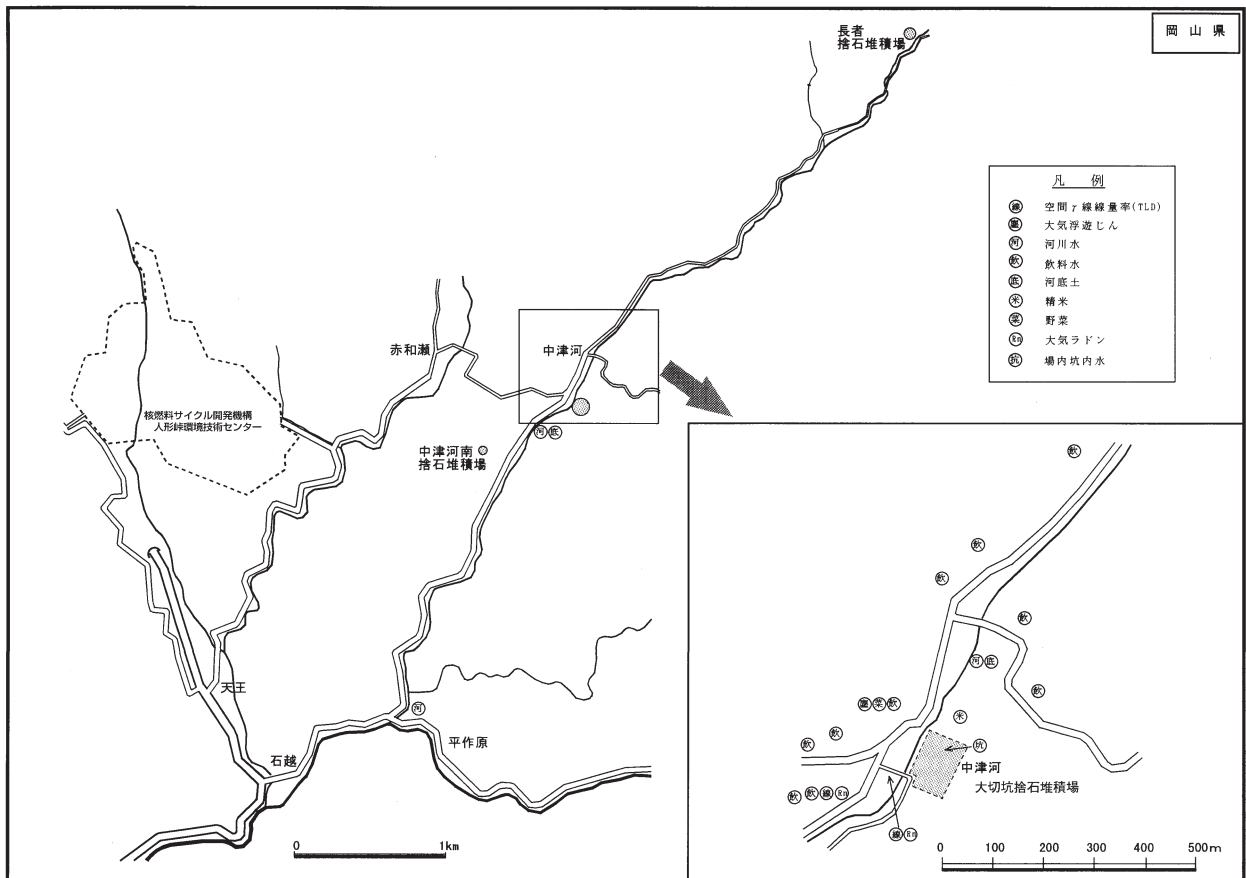 岡山県
長者
捨石堆積場
凡 例
線 空間γ線線量率(TLD)
塵 大気浮遊じん
河 河川水
飲 飲料水
底 河底土
米 精米
菜 野菜
Rn 大気ラドン
坑 場内坑内水
赤和瀬
中津河
核燃料サイクル開発機構
人形峠環境技術センター
河 底
中津河南
捨石堆積場
天王
河
石越
平作原
0 1km
飲
飲
飲
飲
河 底
飲
塵 菜 飲
米
飲 飲
坑
中津河
大切坑捨石堆積場
飲 飲 線 Rn
線 Rn
0 100 200 300 400 500m